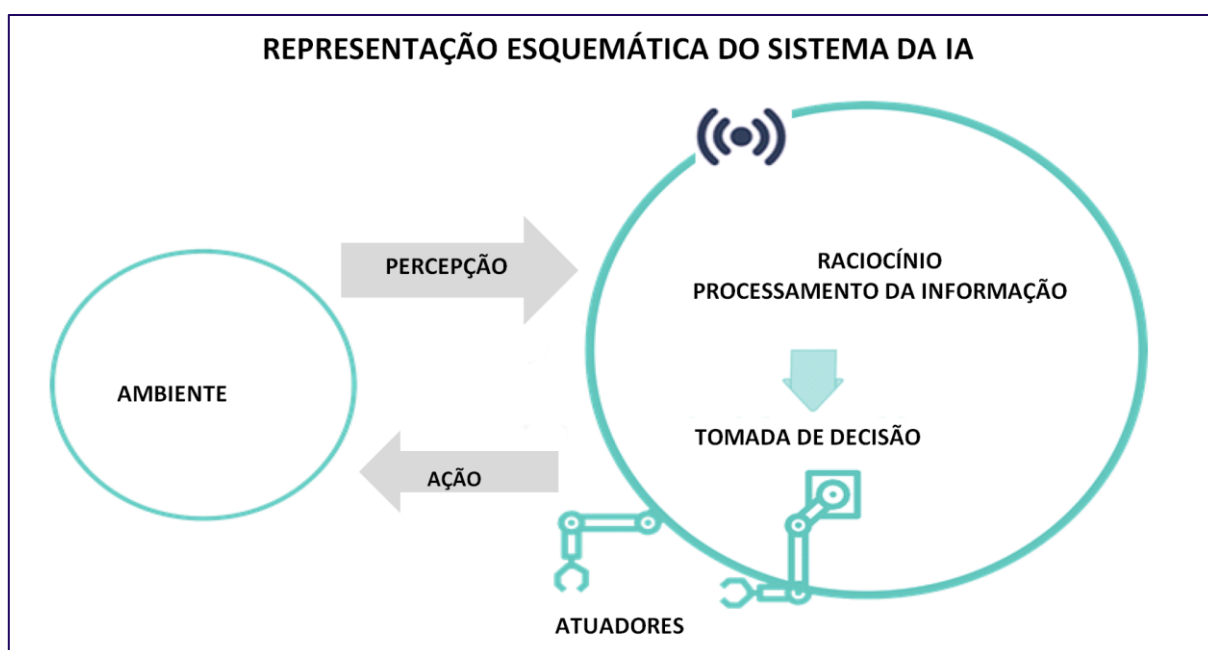 REPRESENTAÇÃO ESQUEMÁTICA DO SISTEMA DA IA
PERCEPÇÃO
RACIOCÍNIO
PROCESSAMENTO DA INFORMAÇÃO
AMBIENTE
TOMADA DE DECISÃO
AÇÃO
ATUADORES